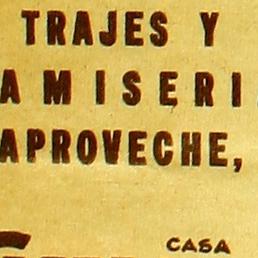 TRAJES Y
AMISERI
APROVECHE,
CASA